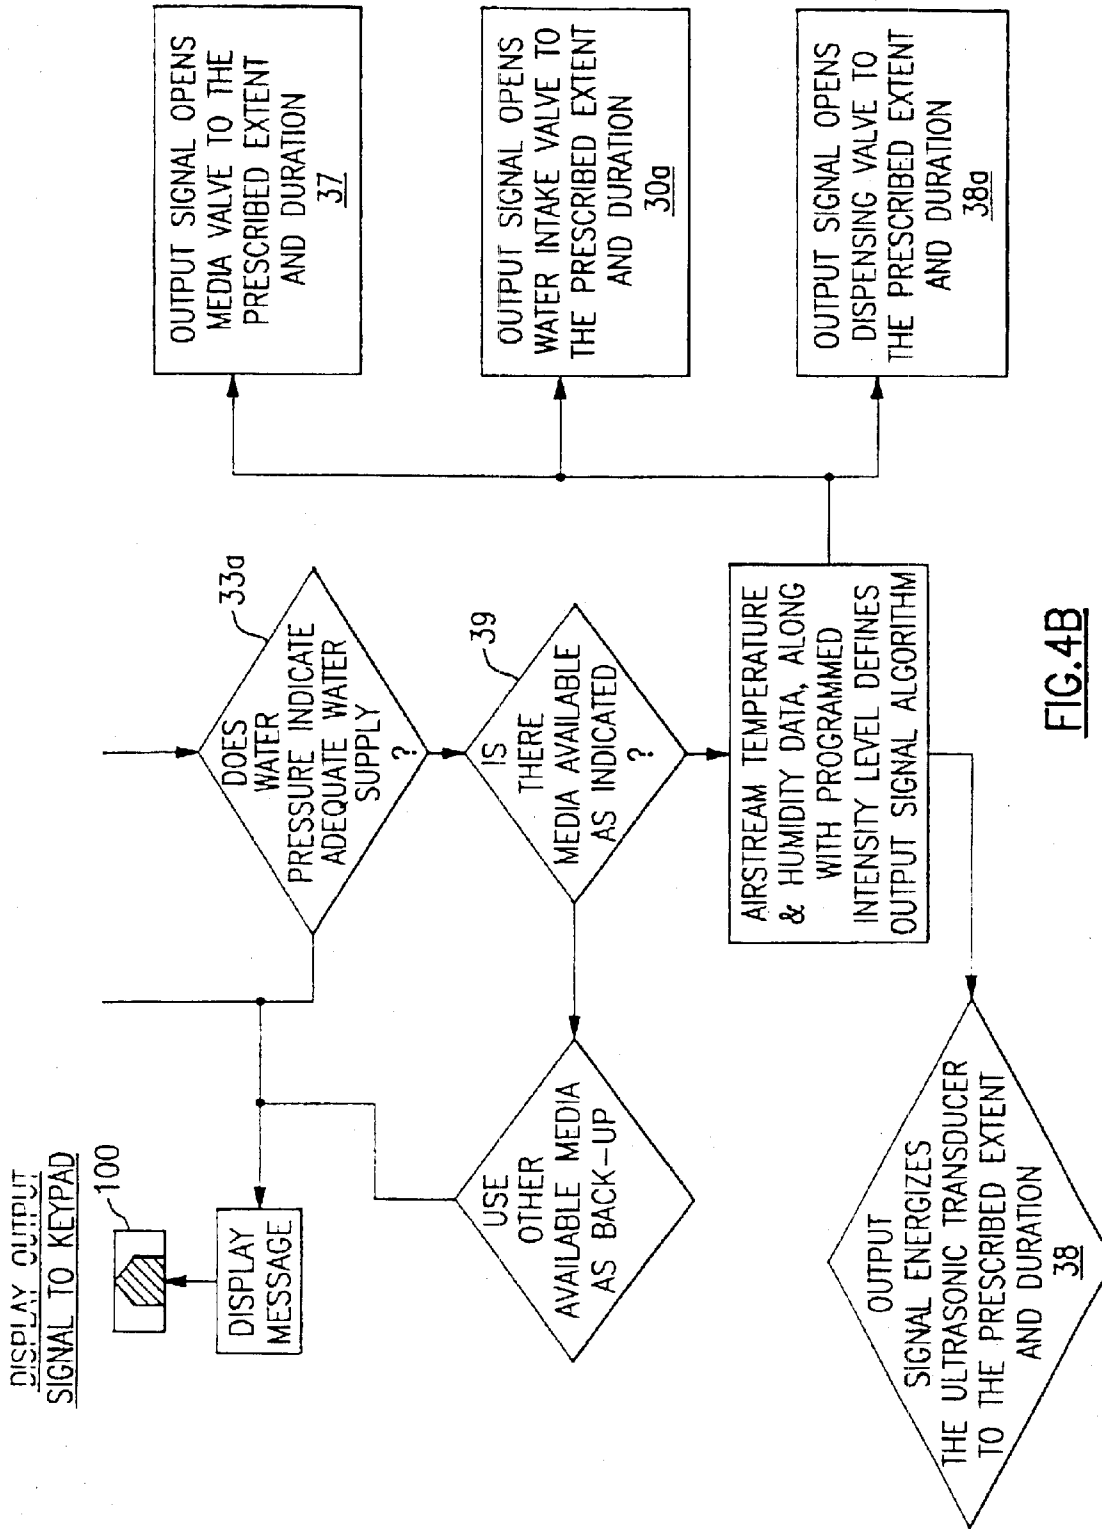 DISPLAY OUTPUT
SIGNAL TO KEYPAD
100
DISPLAY
MESSAGE
DOES
WATER
PRESSURE INDICATE
ADEQUATE WATER
SUPPLY
?
33a
IS
THERE
MEDIA AVAILABLE
AS INDICATED
?
39
USE
OTHER
AVAILABLE MEDIA
AS BACK-UP
AIRSTREAM TEMPERATURE
& HUMIDITY DATA, ALONG
WITH PROGRAMMED
INTENSITY LEVEL DEFINES
OUTPUT SIGNAL ALGORITHM
OUTPUT
SIGNAL ENERGIZES
THE ULTRASONIC TRANSDUCER
TO THE PRESCRIBED EXTENT
AND DURATION
38
OUTPUT SIGNAL OPENS
MEDIA VALVE TO THE
PRESCRIBED EXTENT
AND DURATION
37
OUTPUT SIGNAL OPENS
WATER INTAKE VALVE TO
THE PRESCRIBED EXTENT
AND DURATION
30a
OUTPUT SIGNAL OPENS
DISPENSING VALVE TO
THE PRESCRIBED EXTENT
AND DURATION
38a
FIG.4B